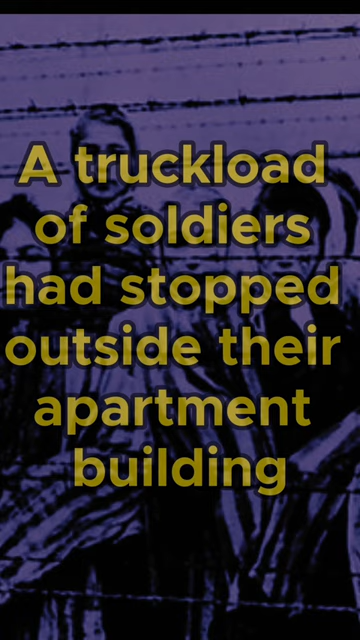 A truckload
of soldiers
had stopped
outside their
apartment
building